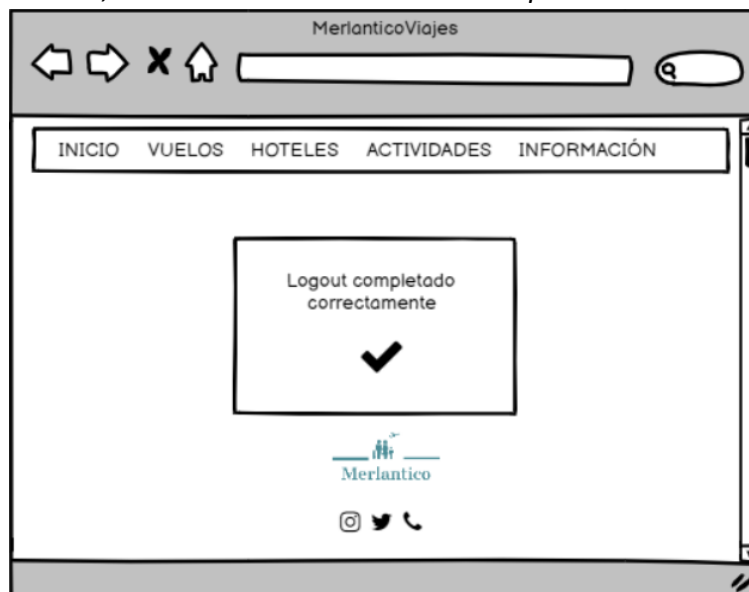 MerlanticoViajes
INICIO VUELOS HOTELES ACTIVIDADES INFORMACIÓN
Logout completado
correctamente
Merlantico